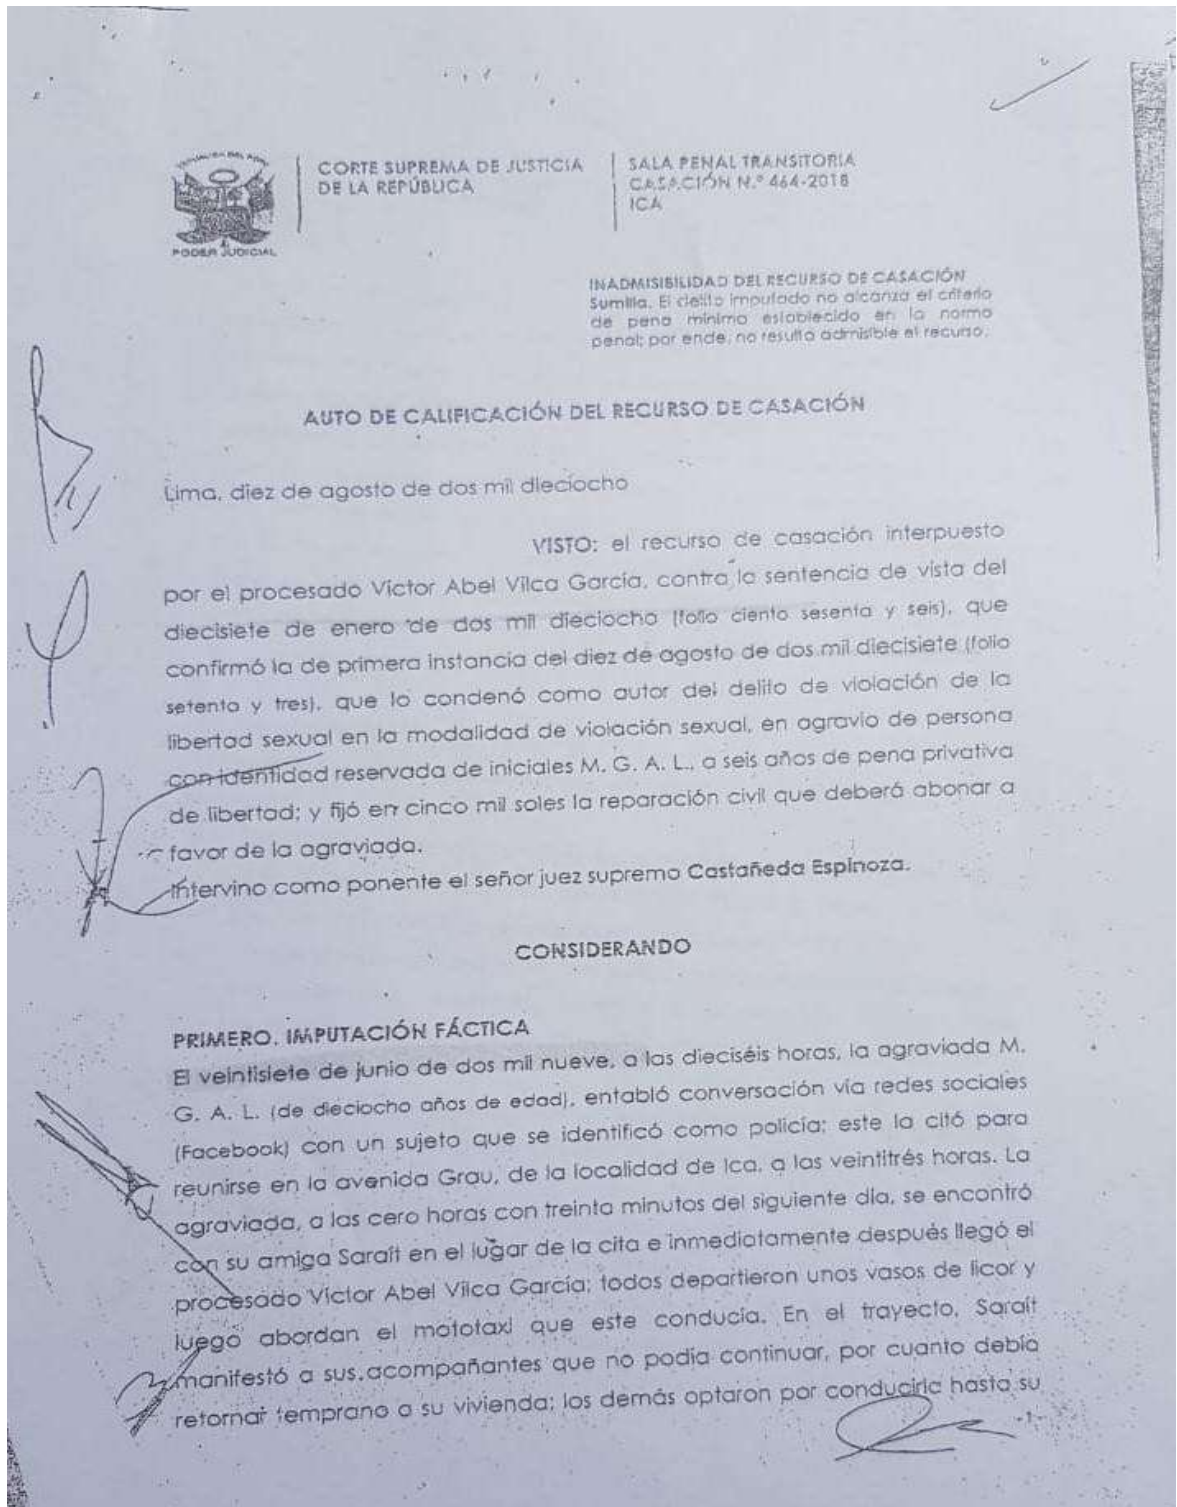 CORTE SUPREMA DE JUSTICIA
DE LA REPÚBLICA
SALA PENAL TRANSITORIA
CASACIÓN N.° 464-2018
ICA
PODER JUDICIAL
INADMISIBILIDAD DEL RECURSO DE CASACIÓN
Sumilla. El delito imputado no alcanza el criterio
de pena mínima establecido en la norma
penal; por ende, no resulta admisible el recurso.
AUTO DE CALIFICACIÓN DEL RECURSO DE CASACIÓN
Lima, diez de agosto de dos mil dieciocho
VISTO: el recurso de casación interpuesto
por el procesado Víctor Abel Vilca García, contra la sentencia de vista del
diecisiete de enero de dos mil dieciocho (folio ciento sesenta y seis), que
confirmó la de primera instancia del diez de agosto de dos mil diecisiete (folio
setenta y tres), que lo condenó como autor del delito de violación de la
libertad sexual en la modalidad de violación sexual, en agravio de persona
con identidad reservada de iniciales M. G. A. L., a seis años de pena privativa
de libertad; y fijó en cinco mil soles la reparación civil que deberá abonar a
favor de la agraviada.
Intervino como ponente el señor juez supremo Castañeda Espinoza.
CONSIDERANDO
PRIMERO. IMPUTACIÓN FÁCTICA
El veintisiete de junio de dos mil nueve, a las dieciséis horas, la agraviada M.
G. A. L. (de dieciocho años de edad), entabló conversación vía redes sociales
(Facebook) con un sujeto que se identificó como policía; este la citó para
reunirse en la avenida Grau, de la localidad de Ica, a las veintitrés horas. La
agraviada, a las cero horas con treinta minutos del siguiente día, se encontró
con su amiga Saraít en el lugar de la cita e inmediatamente después llegó el
procesado Víctor Abel Vilca García; todos departieron unos vasos de licor y
luego abordan el mototaxi que este conducía. En el trayecto, Saraít
manifestó a sus acompañantes que no podía continuar, por cuanto debía
retornar temprano a su vivienda; los demás optaron por conducirla hasta su
-1-